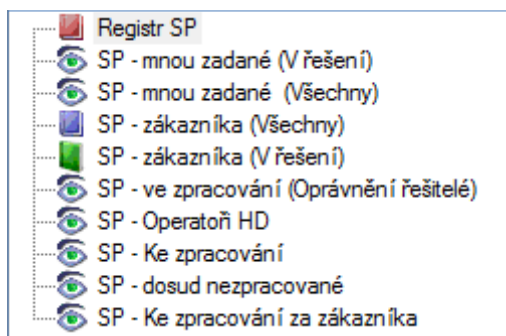 Registr SP
SP - mnou zadané (V řešení)
SP - mnou zadané  (Všechny)
SP - zákazníka (Všechny)
SP - zákazníka (V řešení)
SP - ve zpracování (Oprávnění řešitelé)
SP - Operatoři HD
SP - Ke zpracování
SP - dosud nezpracované
SP - Ke zpracování za zákazníka